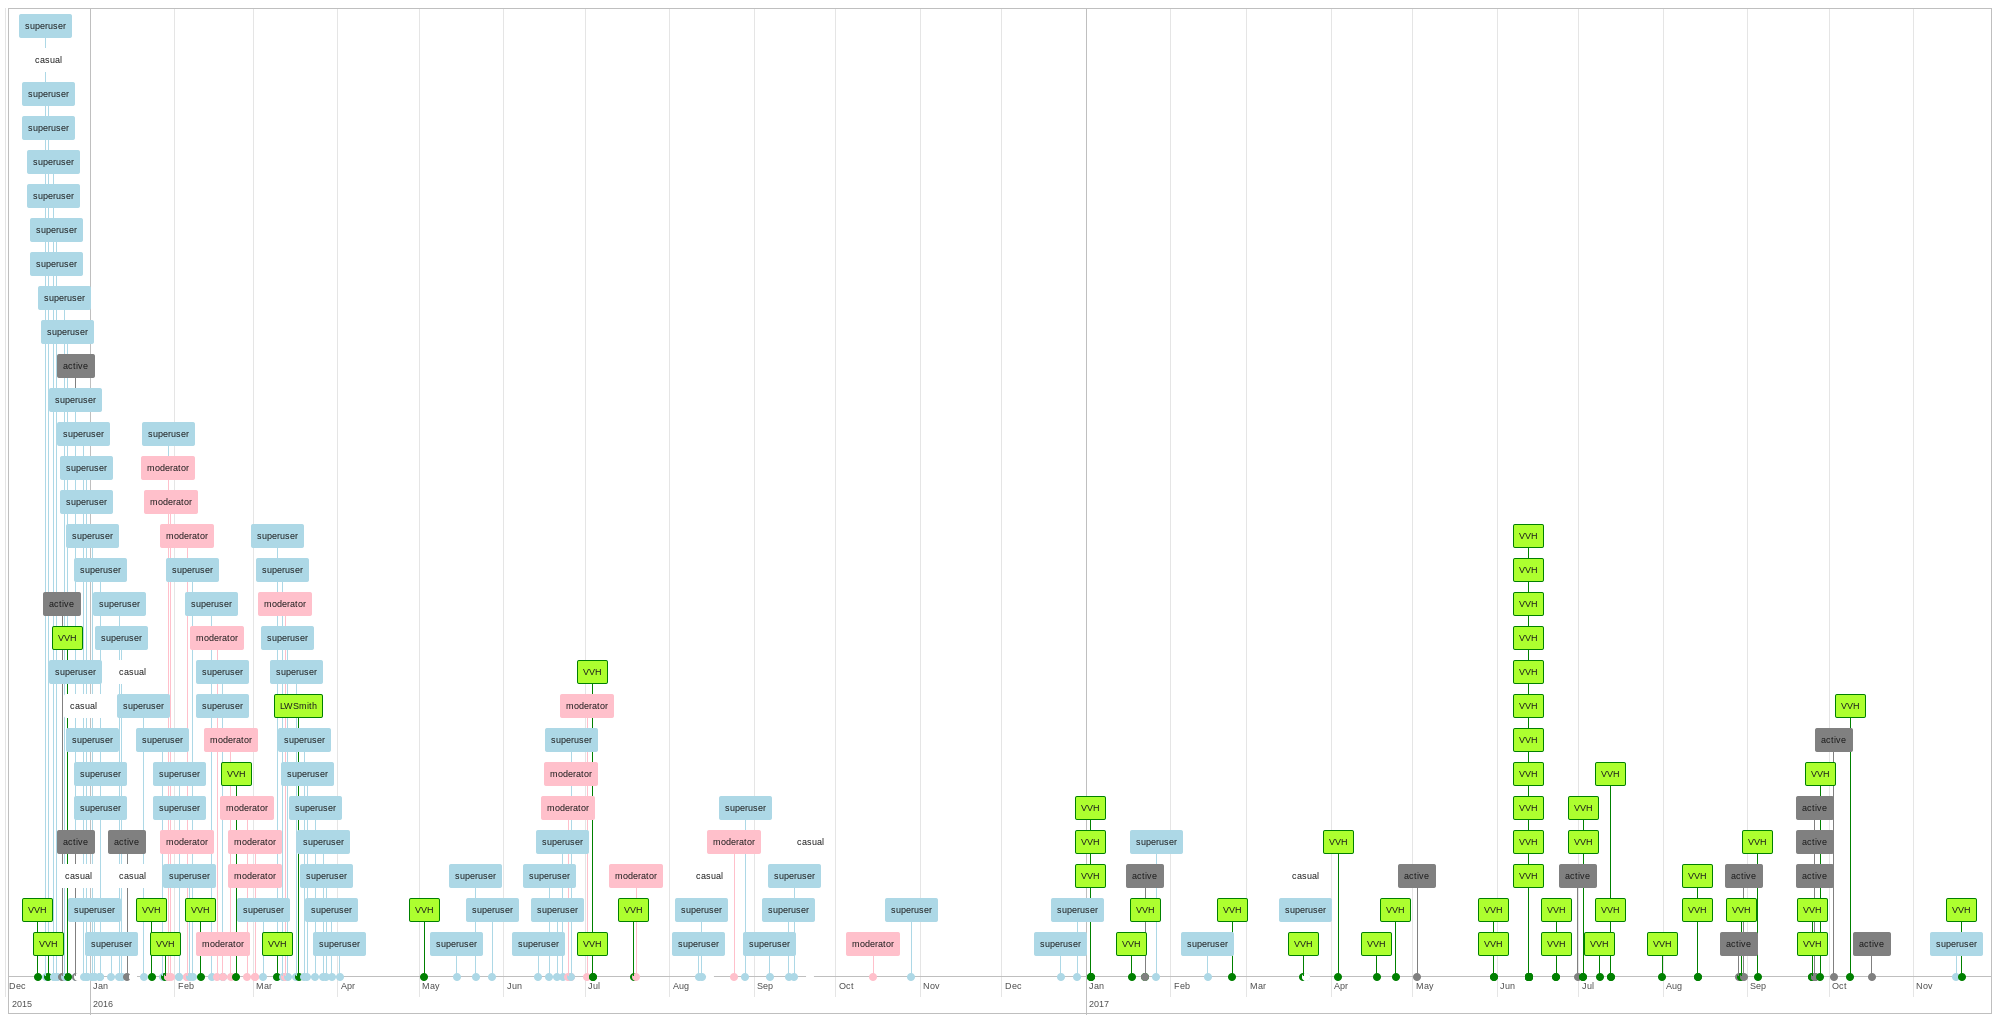 superuser
casual
superuser
superuser
superuser
superuser
superuser
superuser
superuser
superuser
active
superuser
superuser superuser
superuser moderator
superuser moderator
superuser moderator superuser VVH
superuser superuser superuser VVH
active superuser superuser moderator VVH
VVH superuser moderator superuser VVH
superuser casual superuser superuser VVH VVH
casual superuser superuser LWSmith moderator VVH VVH
superuser superuser moderator superuser superuser VVH active
superuser superuser VVH superuser moderator VVH VVH VVH
superuser superuser moderator superuser moderator superuser VVH VVH VVH active
active active moderator moderator superuser superuser moderator casual VVH superuser VVH VVH VVH VVH active
casual casual superuser moderator superuser superuser superuser moderator casual superuser VVH active casual active VVH active VVH active active
VVH superuser VVH VVH superuser superuser VVH superuser superuser VVH superuser superuser superuser superuser VVH VVH superuser VVH VVH VVH VVH VVH VVH VVH VVH
VVH superuser VVH moderator VVH superuser superuser superuser VVH superuser superuser moderator superuser VVH superuser VVH VVH VVH VVH VVH VVH VVH active VVH active superuser
Dec Jan Feb Mar Apr May Jun Jul Aug Sep Oct Nov Dec Jan Feb Mar Apr May Jun Jul Aug Sep Oct Nov
2015 2016 2017